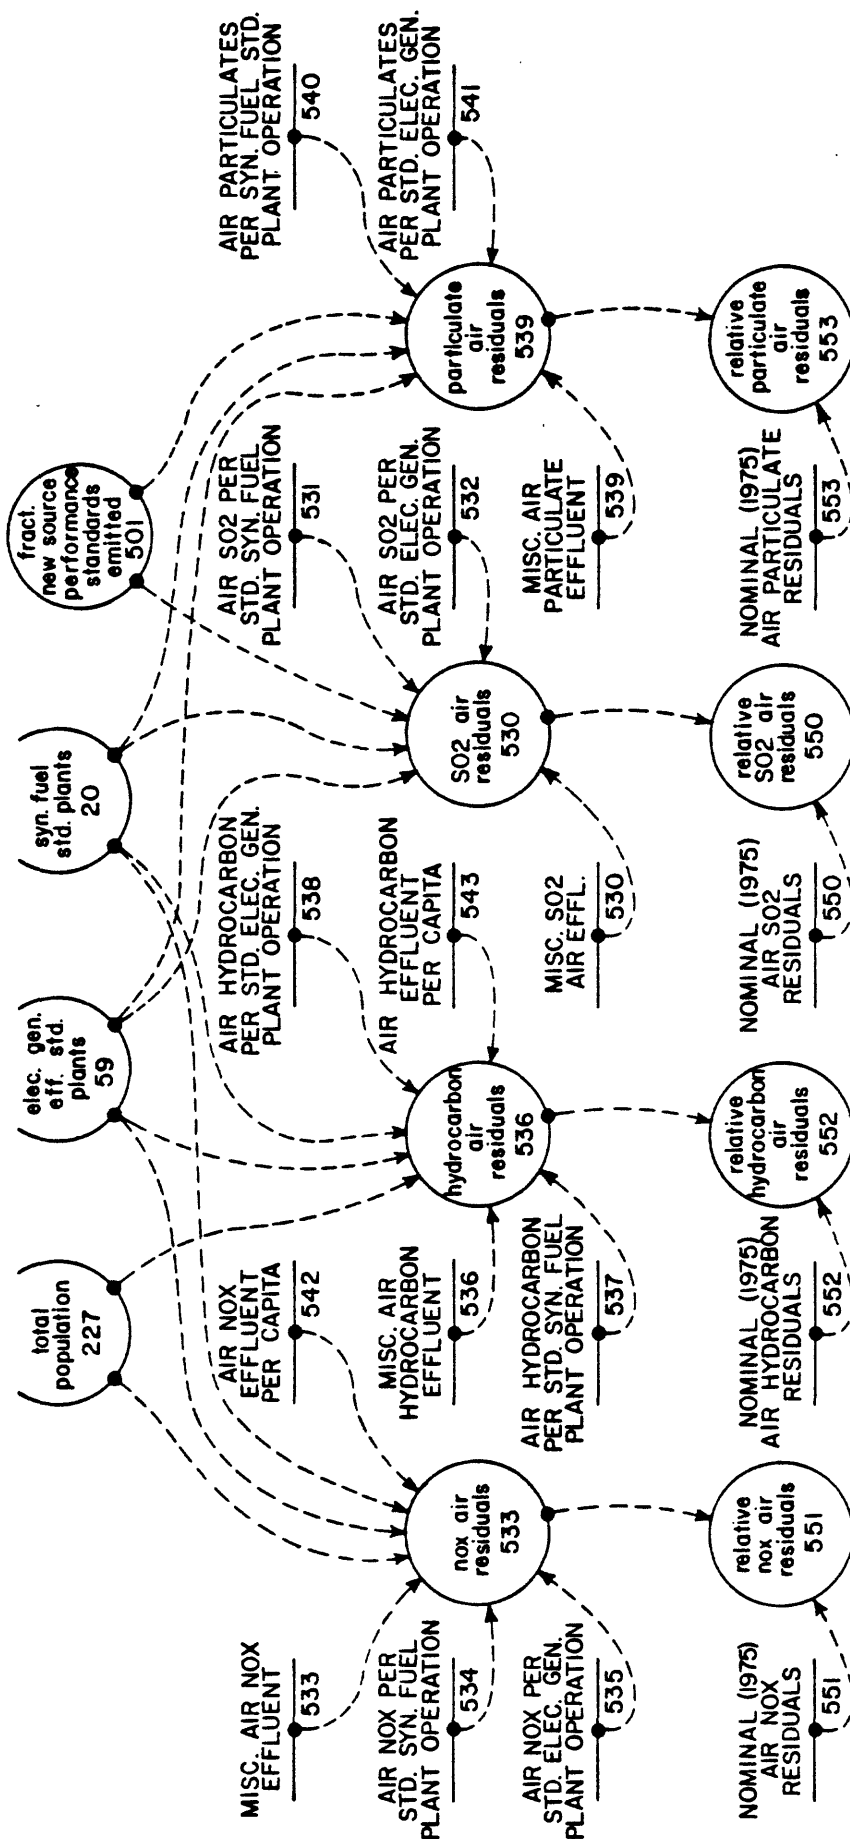 total
population
227
elec. gen.
eff. std.
plants
59
syn. fuel
std. plants
20
fract.
new source
performance
standards
emitted
501
MISC. AIR NOX
EFFLUENT
533
AIR NOX
EFFLUENT
PER CAPITA
542
AIR HYDROCARBON
PER STD. ELEC. GEN.
PLANT OPERATION
538
AIR SO2 PER
STD. SYN. FUEL
PLANT OPERATION
531
AIR PARTICULATES
PER SYN. FUEL STD.
PLANT OPERATION
540
AIR NOX PER
STD. SYN. FUEL
PLANT OPERATION
534
nox air
residuals
533
MISC. AIR
HYDROCARBON
EFFLUENT
536
hydrocarbon
air
residuals
536
AIR HYDROCARBON
EFFLUENT
PER CAPITA
543
SO2 air
residuals
530
AIR SO2 PER
STD. ELEC. GEN.
PLANT OPERATION
532
particulate
air
residuals
539
AIR PARTICULATES
PER STD. ELEC. GEN.
PLANT OPERATION
541
AIR NOX PER
STD. ELEC. GEN.
PLANT OPERATION
535
AIR HYDROCARBON
PER STD. SYN. FUEL
PLANT OPERATION
537
MISC. SO2
AIR EFFL.
530
MISC. AIR
PARTICULATE
EFFLUENT
539
NOMINAL (1975)
AIR NOX
RESIDUALS
551
relative
nox air
residuals
551
NOMINAL (1975)
AIR HYDROCARBON
RESIDUALS
552
relative
hydrocarbon
air
residuals
552
NOMINAL (1975)
AIR SO2
RESIDUALS
550
relative
SO2 air
residuals
550
NOMINAL (1975)
AIR PARTICULATE
RESIDUALS
553
relative
particulate
air
residuals
553